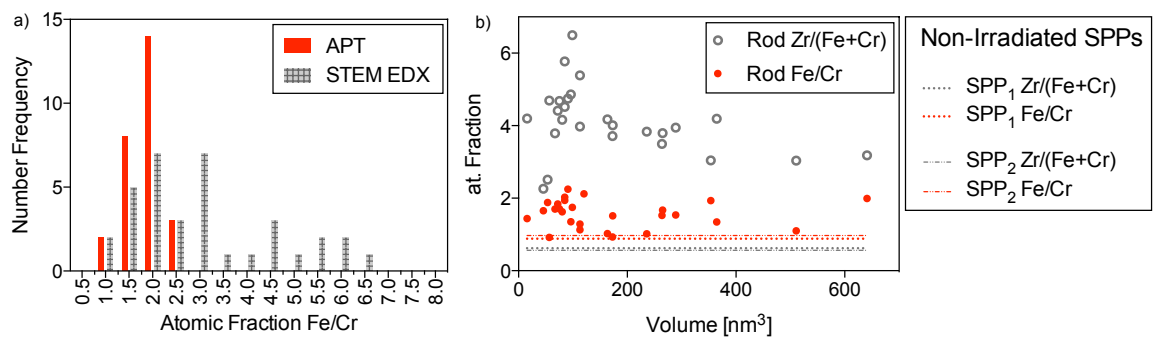 a)
15
10
5
0
Number Frequency
APT
STEM EDX
0.5 1.0 1.5 2.0 2.5 3.0 3.5 4.0 4.5 5.0 5.5 6.0 6.5 7.0 7.5 8.0
Atomic Fraction Fe/Cr
b)
6
4
2
0
at. Fraction
Rod Zr/(Fe+Cr)
Rod Fe/Cr
0 200 400 600
Volume [nm³]
Non-Irradiated SPPs
SPP₁ Zr/(Fe+Cr)
SPP₁ Fe/Cr
SPP₂ Zr/(Fe+Cr)
SPP₂ Fe/Cr